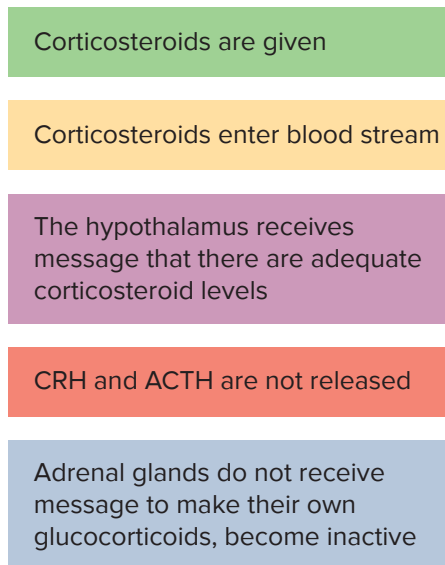 Corticosteroids are given
Corticosteroids enter blood stream
The hypothalamus receives
message that there are adequate
corticosteroid levels
CRH and ACTH are not released
Adrenal glands do not receive
message to make their own
glucocorticoids, become inactive